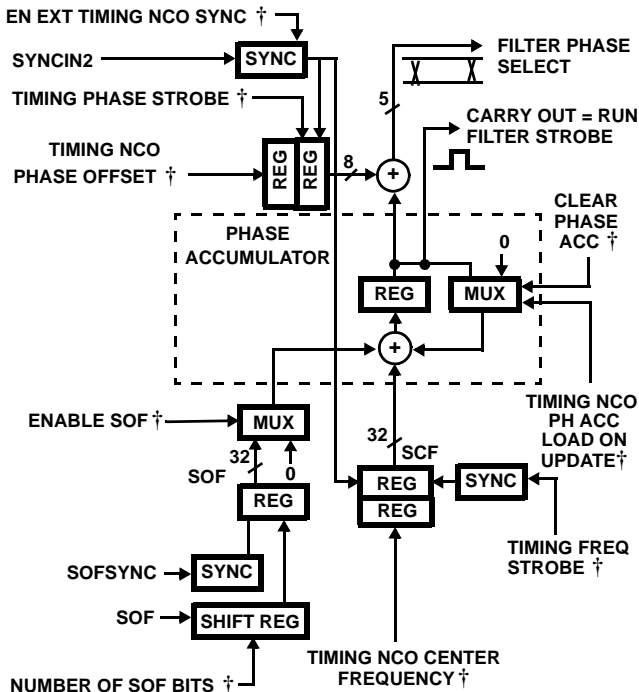 EN EXT TIMING NCO SYNC †
SYNCIN2
SYNC
TIMING PHASE STROBE †
TIMING NCO
PHASE OFFSET †
REG
REG
8
5
+
FILTER PHASE
SELECT
CARRY OUT = RUN
FILTER STROBE
CLEAR
PHASE
ACC †
PHASE
ACCUMULATOR
0
REG
MUX
+
TIMING NCO
PH ACC
LOAD ON
UPDATE†
ENABLE SOF †
MUX
32
SOF
0
REG
32
SCF
REG
REG
SYNC
TIMING FREQ
STROBE †
SOFSYNC
SYNC
SOF
SHIFT REG
NUMBER OF SOF BITS †
TIMING NCO CENTER
FREQUENCY†